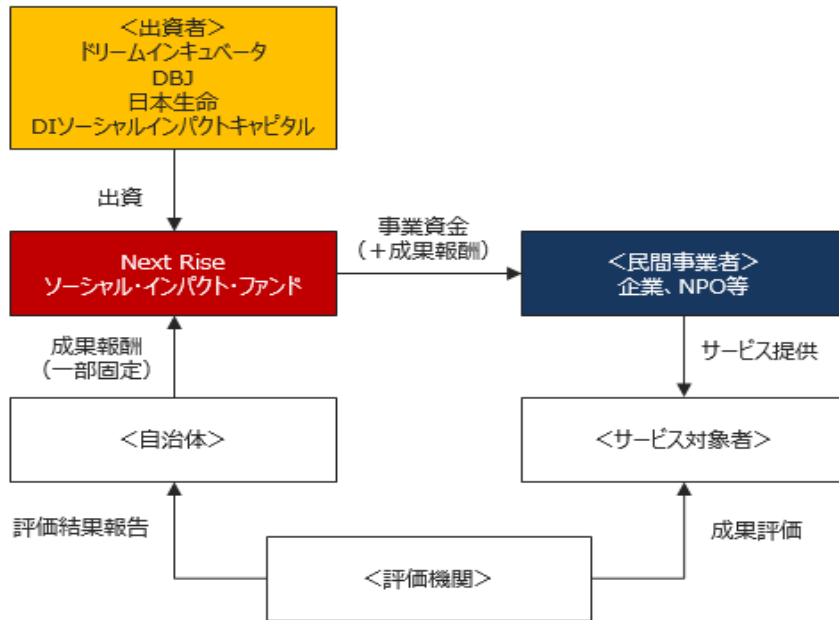 ＜出資者＞
ドリームインキュベータ
DBJ
日本生命
DIソーシャルインパクトキャピタル
出資
Next Rise
ソーシャル・インパクト・ファンド
事業資金
（＋成果報酬）
＜民間事業者＞
企業、NPO等
成果報酬
（一部固定）
サービス提供
＜自治体＞
＜サービス対象者＞
評価結果報告
成果評価
＜評価機関＞